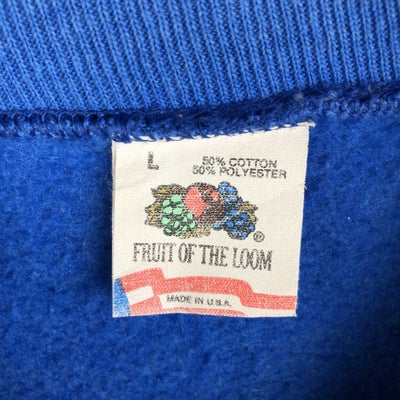 L
50% COTTON
50% POLYESTER
®
FRUIT OF THE LOOM
MADE IN U.S.A.